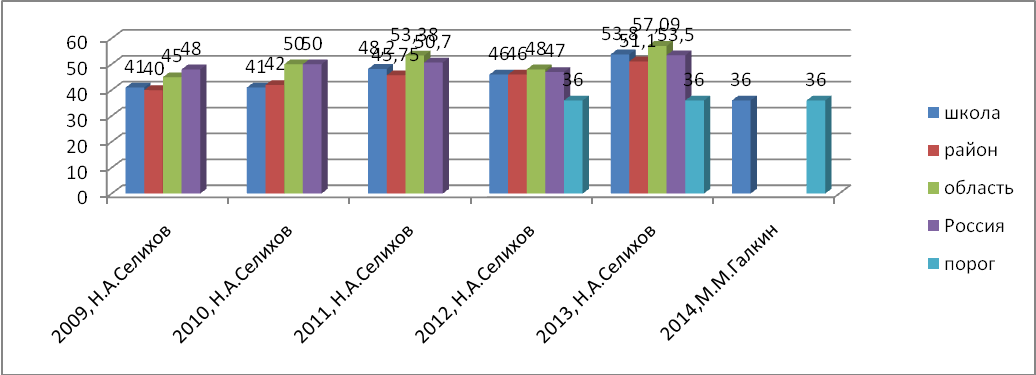 60
50
40
30
20
10
0
41
40
45
48
41
42
50
50
48,2
45,75
53,38
50,7
46
46
48
47
36
53,8
51,1
57,09
53,5
36
36
36
2009, Н.А.Селихов
2010, Н.А.Селихов
2011, Н.А.Селихов
2012, Н.А.Селихов
2013, Н.А.Селихов
2014,М.М.Галкин
школа
район
область
Россия
порог